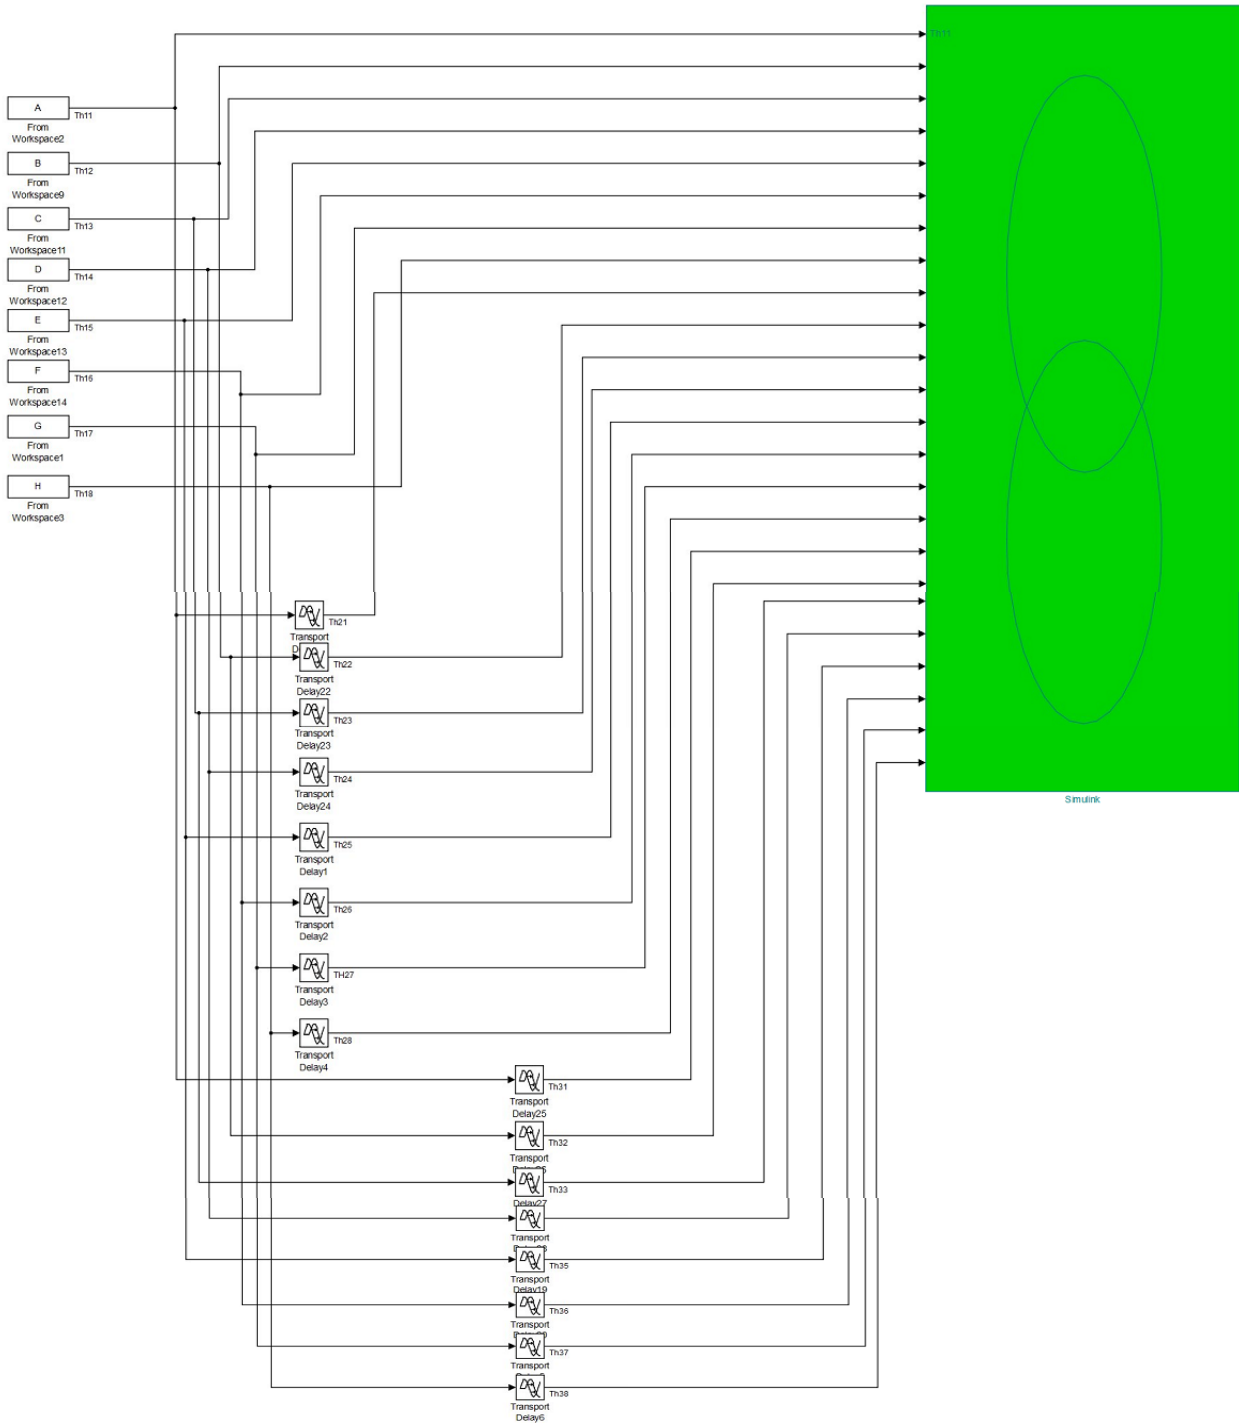 Th11
A
Th11
From
Workspace2
B
Th12
From
Workspace9
C
Th13
From
Workspace11
D
Th14
From
Workspace12
E
Th15
From
Workspace13
F
Th16
From
Workspace14
G
Th17
From
Workspace1
H
Th18
From
Workspace3
Th21
Transport
Th22
Transport
Delay22
Th23
Transport
Delay23
Th24
Transport
Delay24
Simulink
Th25
Transport
Delay1
Th26
Transport
Delay2
TH27
Transport
Delay3
Th28
Transport
Delay4
Th31
Transport
Delay25
Th32
Transport
Th33
Delay27
Transport
Th35
Transport
Delay19
Th36
Transport
Th37
Transport
Th38
Transport
Delay6